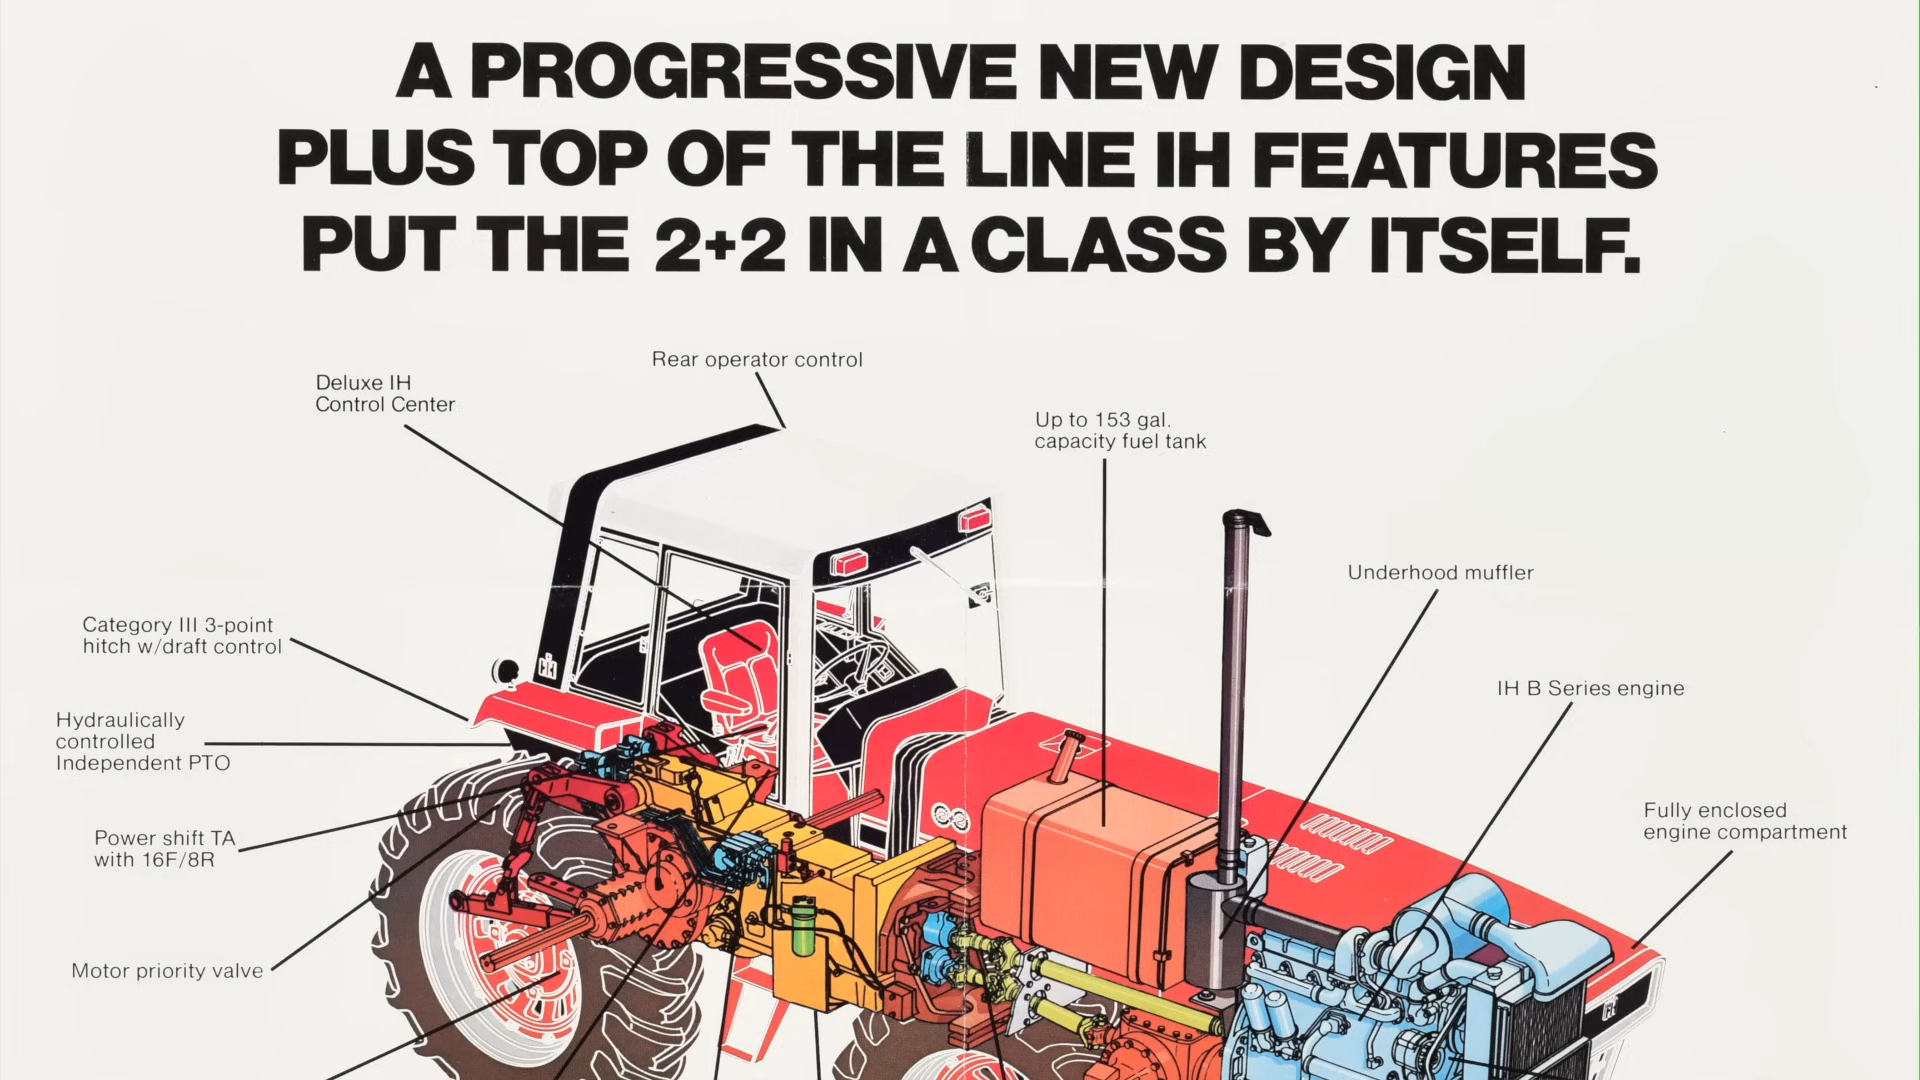 A PROGRESSIVE NEW DESIGN
PLUS TOP OF THE LINE IH FEATURES
PUT THE 2+2 IN A CLASS BY ITSELF.
Rear operator control
Deluxe IH
Control Center
Up to 153 gal.
capacity fuel tank
Underhood muffler
Category III 3-point
hitch w/draft control
IH B Series engine
Hydraulically
controlled
Independent PTO
Fully enclosed
engine compartment
Power shift TA
with 16F/8R
Motor priority valve